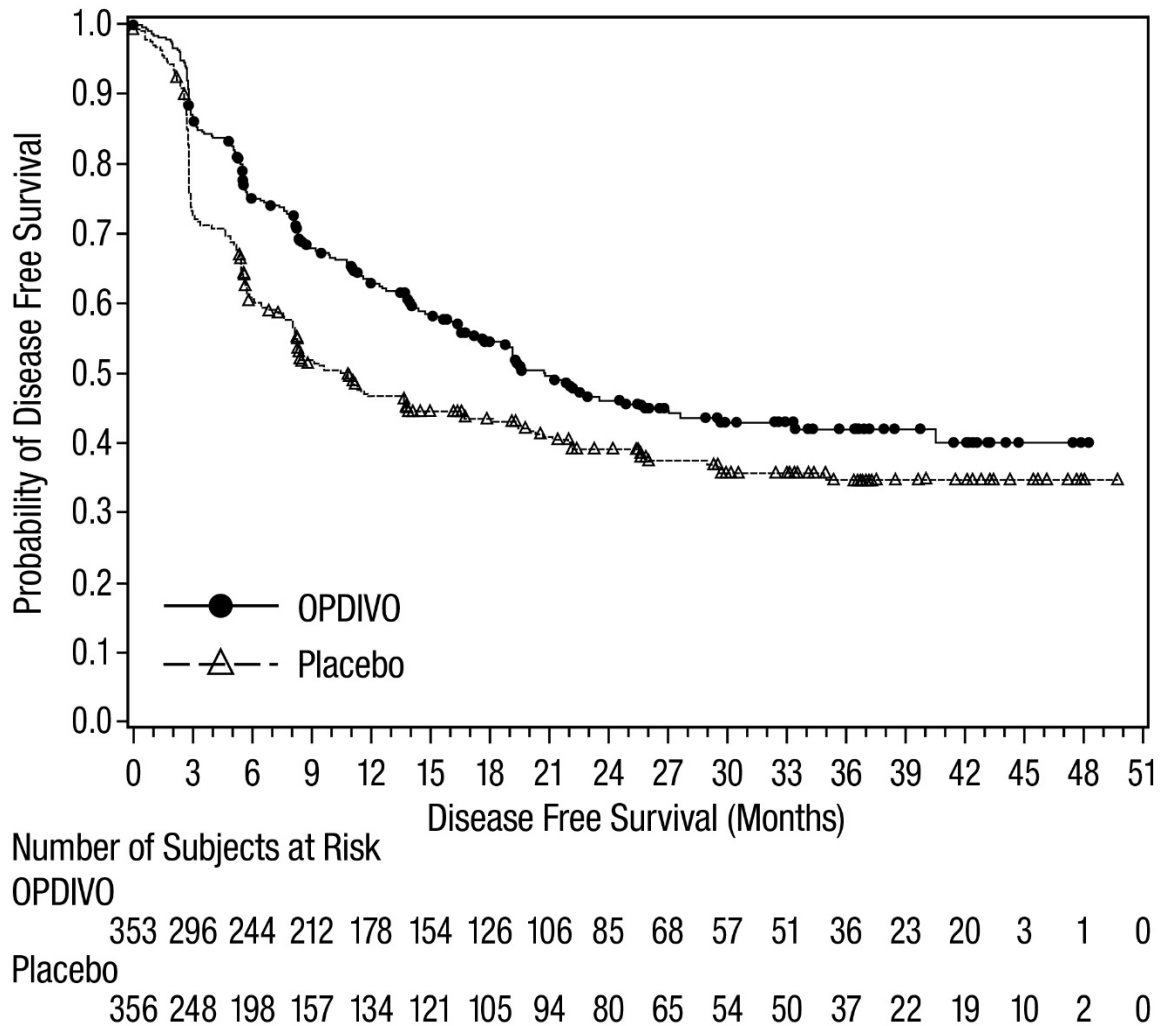 1.0
0.9
0.8
0.7
0.6
0.5
0.4
0.3
0.2
0.1
0.0
Probability of Disease Free Survival
OPDIVO
Placebo
0 3 6 9 12 15 18 21 24 27 30 33 36 39 42 45 48 51
Disease Free Survival (Months)
Number of Subjects at Risk
OPDIVO
353 296 244 212 178 154 126 106 85 68 57 51 36 23 20 3 1 0
Placebo
356 248 198 157 134 121 105 94 80 65 54 50 37 22 19 10 2 0